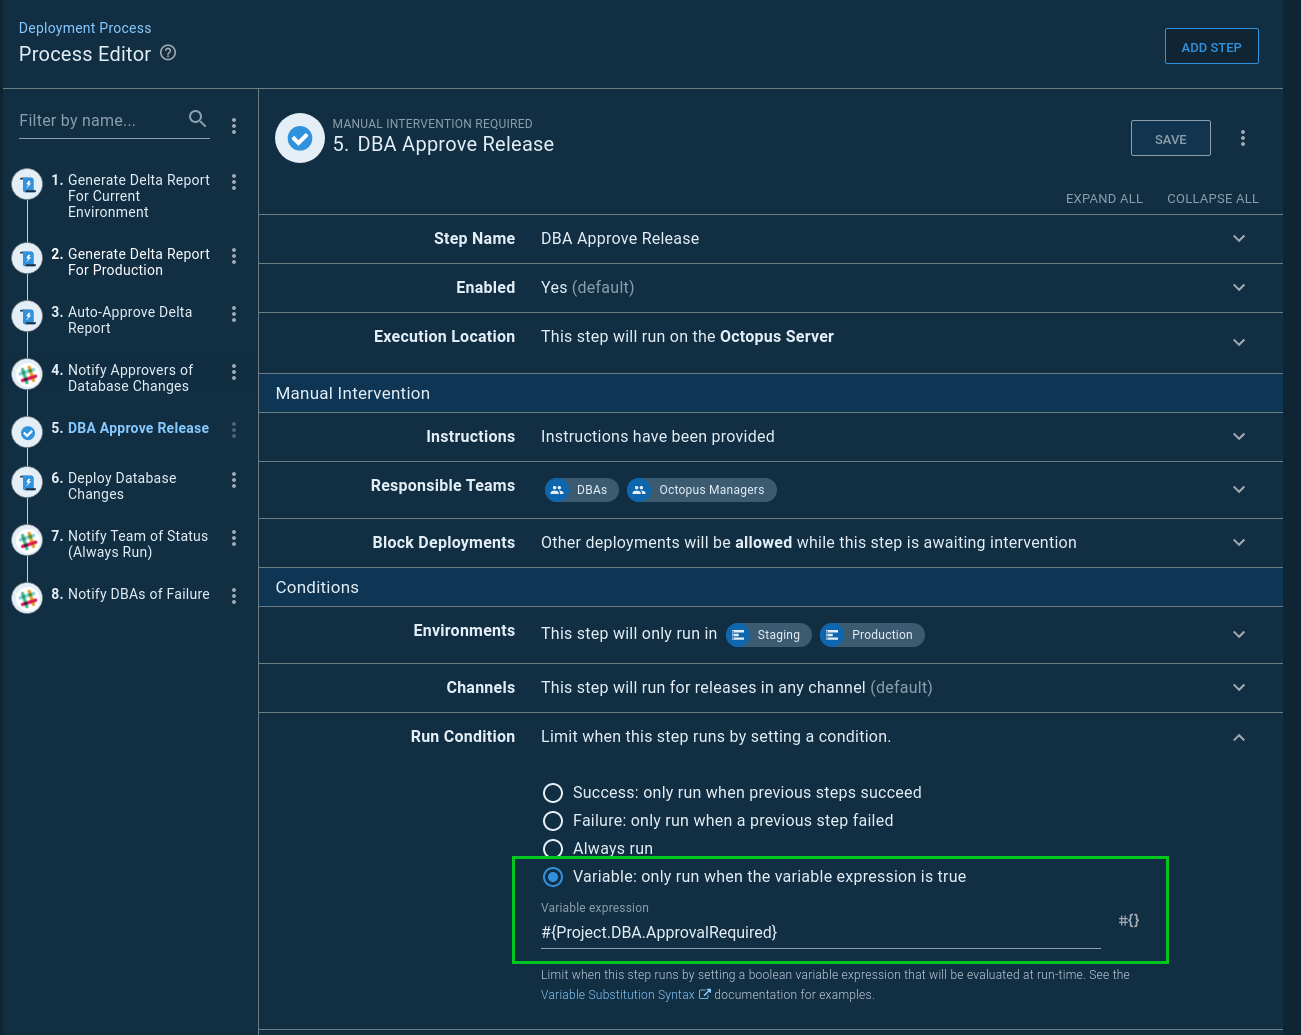 Deployment Process
Process Editor
ADD STEP
Filter by name...
1. Generate Delta Report
For Current
Environment
2. Generate Delta Report
For Production
3. Auto-Approve Delta
Report
4. Notify Approvers of
Database Changes
5. DBA Approve Release
6. Deploy Database
Changes
7. Notify Team of Status
(Always Run)
8. Notify DBAs of Failure
MANUAL INTERVENTION REQUIRED
5. DBA Approve Release
SAVE
EXPAND ALL COLLAPSE ALL
Step Name DBA Approve Release
Enabled Yes (default)
Execution Location This step will run on the Octopus Server
Manual Intervention
Instructions Instructions have been provided
Responsible Teams DBAs Octopus Managers
Block Deployments Other deployments will be allowed while this step is awaiting intervention
Conditions
Environments This step will only run in Staging Production
Channels This step will run for releases in any channel (default)
Run Condition Limit when this step runs by setting a condition.
Success: only run when previous steps succeed
Failure: only run when a previous step failed
Always run
Variable: only run when the variable expression is true
Variable expression
#{Project.DBA.ApprovalRequired}
#{}
Limit when this step runs by setting a boolean variable expression that will be evaluated at run-time. See the
Variable Substitution Syntax documentation for examples.